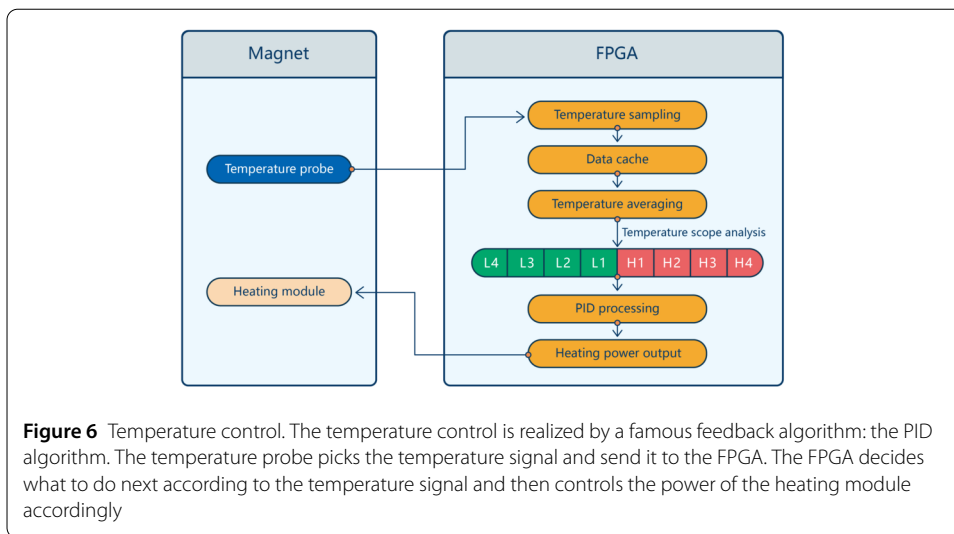 Magnet
FPGA
Temperature sampling
Temperature probe
Data cache
Temperature averaging
Temperature scope analysis
L4 L3 L2 L1 H1 H2 H3 H4
Heating module
PID processing
Heating power output
Figure 6 Temperature control. The temperature control is realized by a famous feedback algorithm: the PID
algorithm. The temperature probe picks the temperature signal and send it to the FPGA. The FPGA decides
what to do next according to the temperature signal and then controls the power of the heating module
accordingly